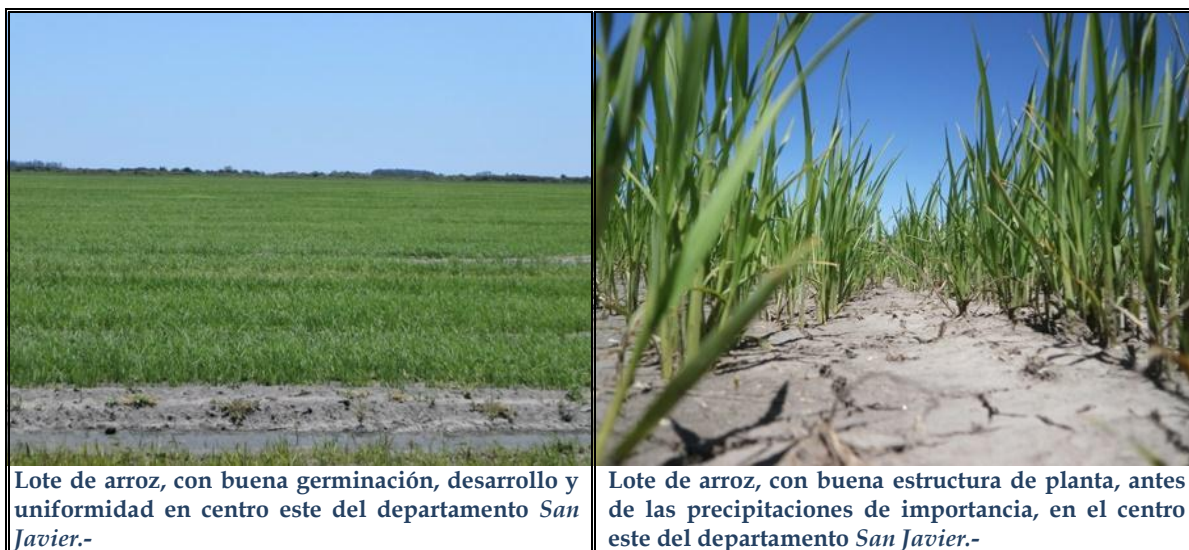 Lote de arroz, con buena germinación, desarrollo y
uniformidad en centro este del departamento San
Javier.-
Lote de arroz, con buena estructura de planta, antes
de las precipitaciones de importancia, en el centro
este del departamento San Javier.-